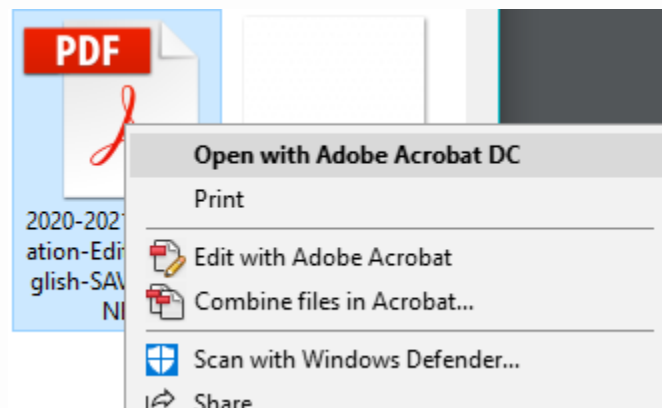 PDF
2020-202
ation-Edi
glish-SAV
NI
Open with Adobe Acrobat DC
Print
Edit with Adobe Acrobat
Combine files in Acrobat...
Scan with Windows Defender...
Share